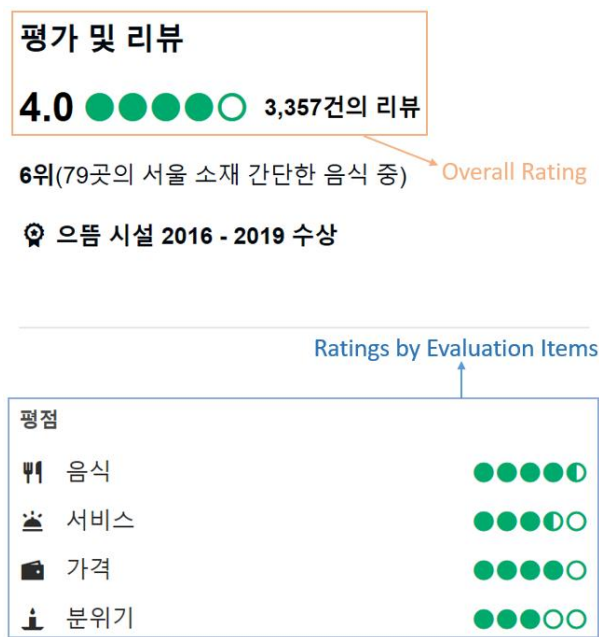 평가 및 리뷰
4.0 3,357건의 리뷰
6위(79곳의 서울 소재 간단한 음식 중)
Overall Rating
으뜸 시설 2016 - 2019 수상
Ratings by Evaluation Items
평점
음식
서비스
가격
분위기